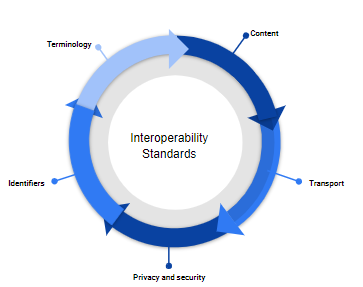 Terminology
Content
Interoperability
Standards
Identifiers
Transport
Privacy and security